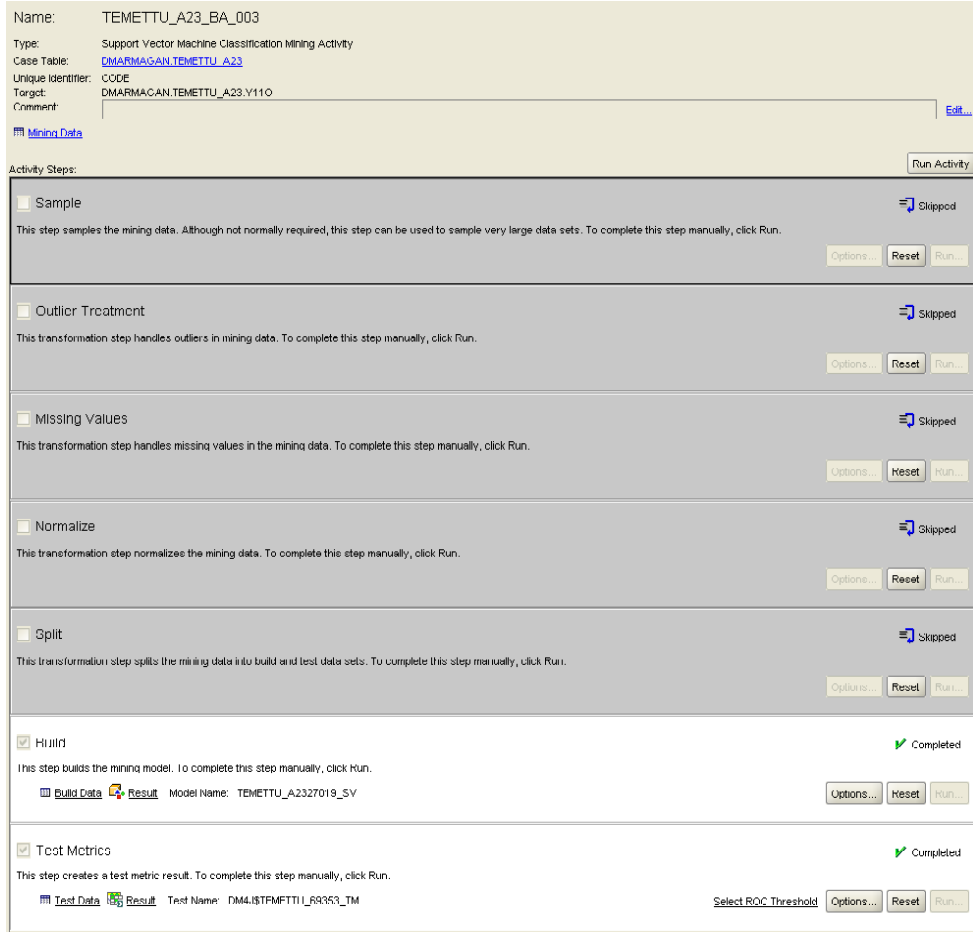 Name: TEMETTU_A23_BA_003
Type: Support Vector Machine Classification Mining Activity
Case Table: DMARMAGAN.TEMETTU_A23
Unique Identifier: CODE
Target: DMARMAGAN.TEMETTU_A23.Y11O
Comment: Edit...
Mining Data
Activity Steps: Run Activity
Sample Skipped
This step samples the mining data. Although not normally required, this step can be used to sample very large data sets. To complete this step manually, click Run.
Options... Reset Run...
Outlier Treatment Skipped
This transformation step handles outliers in mining data. To complete this step manually, click Run.
Options... Reset Run...
Missing Values Skipped
This transformation step handles missing values in the mining data. To complete this step manually, click Run.
Options... Reset Run...
Normalize Skipped
This transformation step normalizes the mining data. To complete this step manually, click Run.
Options... Reset Run...
Split Skipped
This transformation step splits the mining data into build and test data sets. To complete this step manually, click Run.
Options... Reset Run...
Build Completed
This step builds the mining model. To complete this step manually, click Run.
Build Data Result Model Name: TEMETTU_A2327019_SV Options... Reset Run...
Test Metrics Completed
This step creates a test metric result. To complete this step manually, click Run.
Test Data Result Test Name: DM4J$TEMETTU_69353_TM Select ROC Threshold Options... Reset Run...